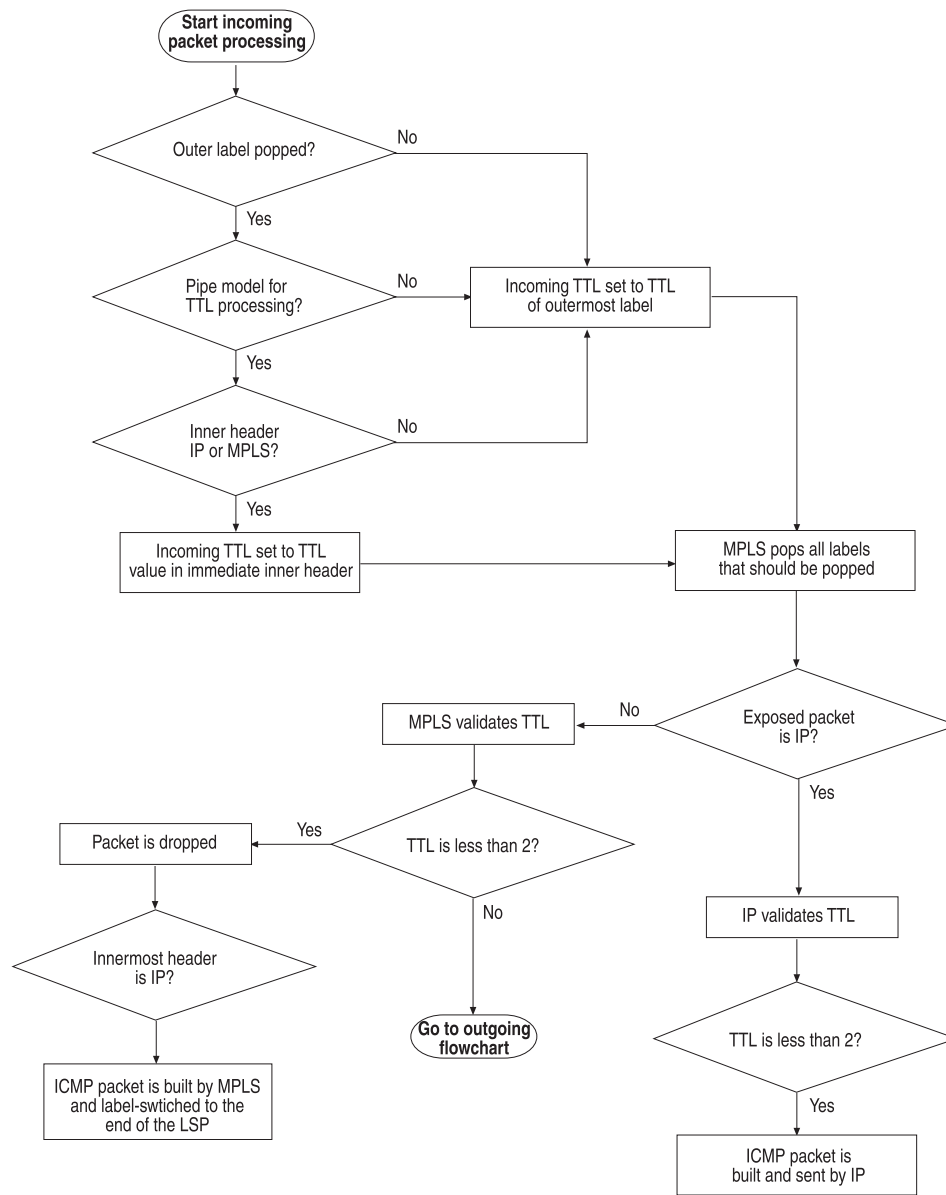 Start incoming
packet processing
No
Outer label popped?
Yes
Pipe model for
TTL processing?
No
Incoming TTL set to TTL
of outermost label
Yes
Inner header
IP or MPLS?
No
Yes
Incoming TTL set to TTL
value in immediate inner header
MPLS pops all labels
that should be popped
MPLS validates TTL
No
Exposed packet
is IP?
Yes
Packet is dropped
Yes
TTL is less than 2?
No
IP validates TTL
Innermost header
is IP?
Go to outgoing
flowchart
TTL is less than 2?
Yes
ICMP packet is built by MPLS
and label-swtiched to the
end of the LSP
ICMP packet is
built and sent by IP